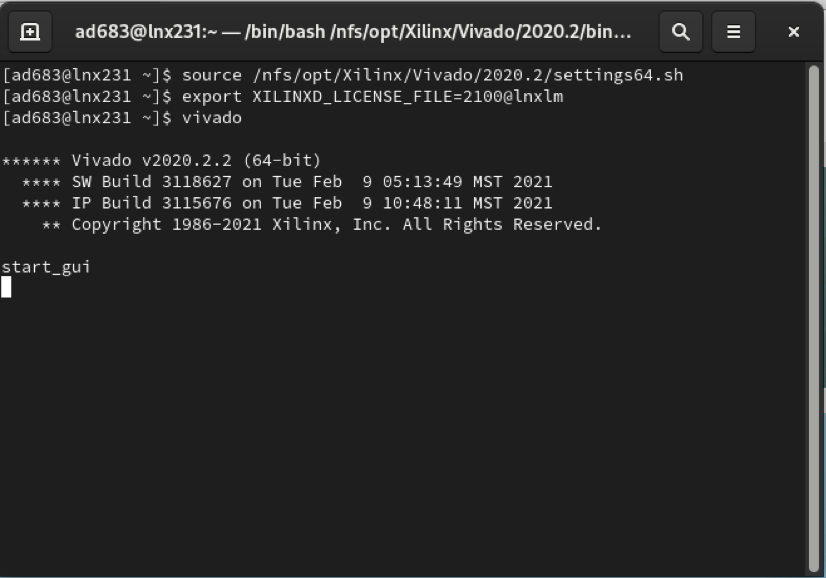 ad683@lnx231:~ — /bin/bash /nfs/opt/Xilinx/Vivado/2020.2/bin...
[ad683@lnx231 ~]$ source /nfs/opt/Xilinx/Vivado/2020.2/settings64.sh
[ad683@lnx231 ~]$ export XILINXD_LICENSE_FILE=2100@lnxlm
[ad683@lnx231 ~]$ vivado
****** Vivado v2020.2.2 (64-bit)
**** SW Build 3118627 on Tue Feb  9 05:13:49 MST 2021
**** IP Build 3115676 on Tue Feb  9 10:48:11 MST 2021
** Copyright 1986-2021 Xilinx, Inc. All Rights Reserved.
start_gui